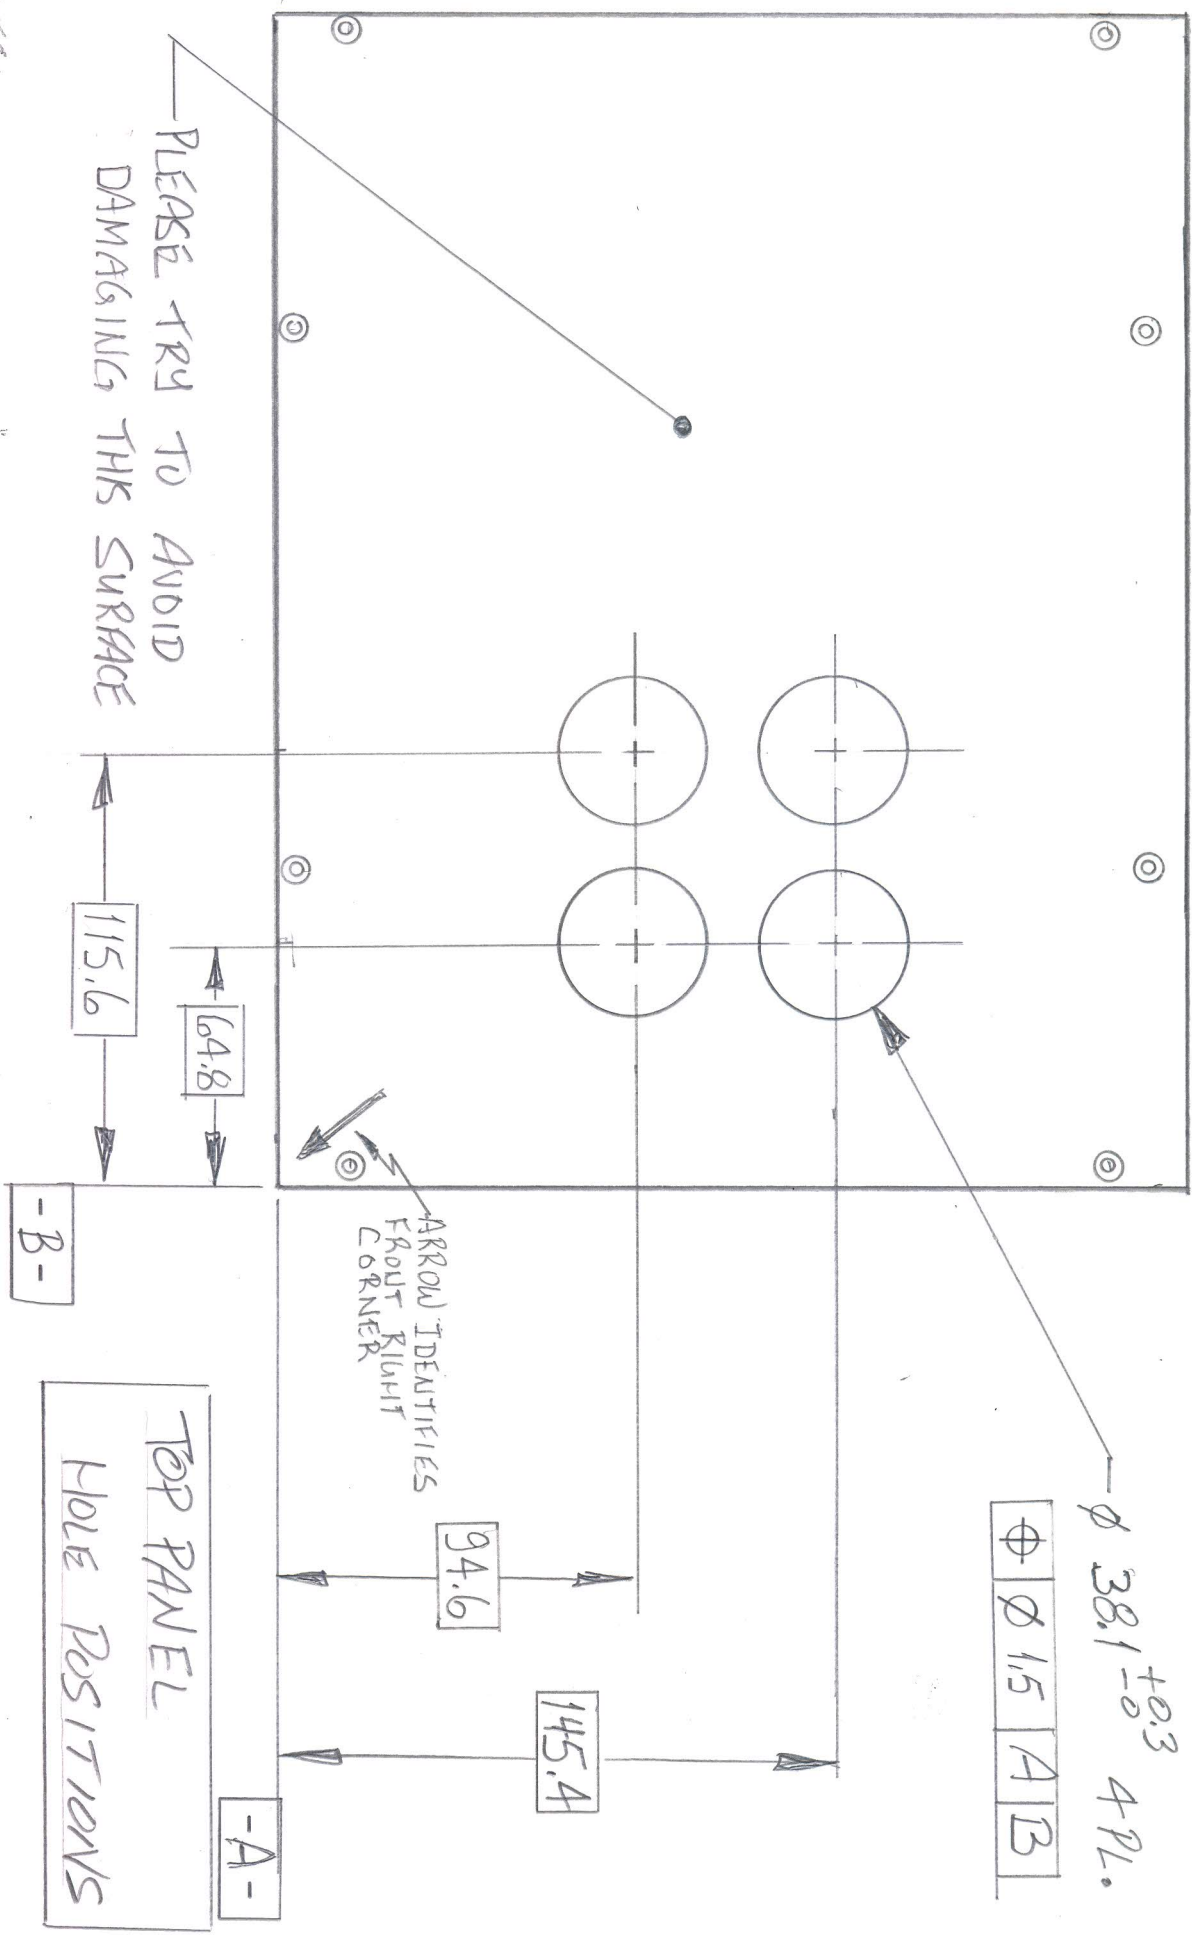 ⌀ 38.1 +0.3 -0 4 PL.
⌖ ⌀ 1.5 A B
145.4
94.6
ARROW IDENTIFIES
FRONT RIGHT
CORNER
64.8
115.6
PLEASE TRY TO AVOID
DAMAGING THIS SURFACE
-A-
-B-
TOP PANEL
HOLE POSITIONS